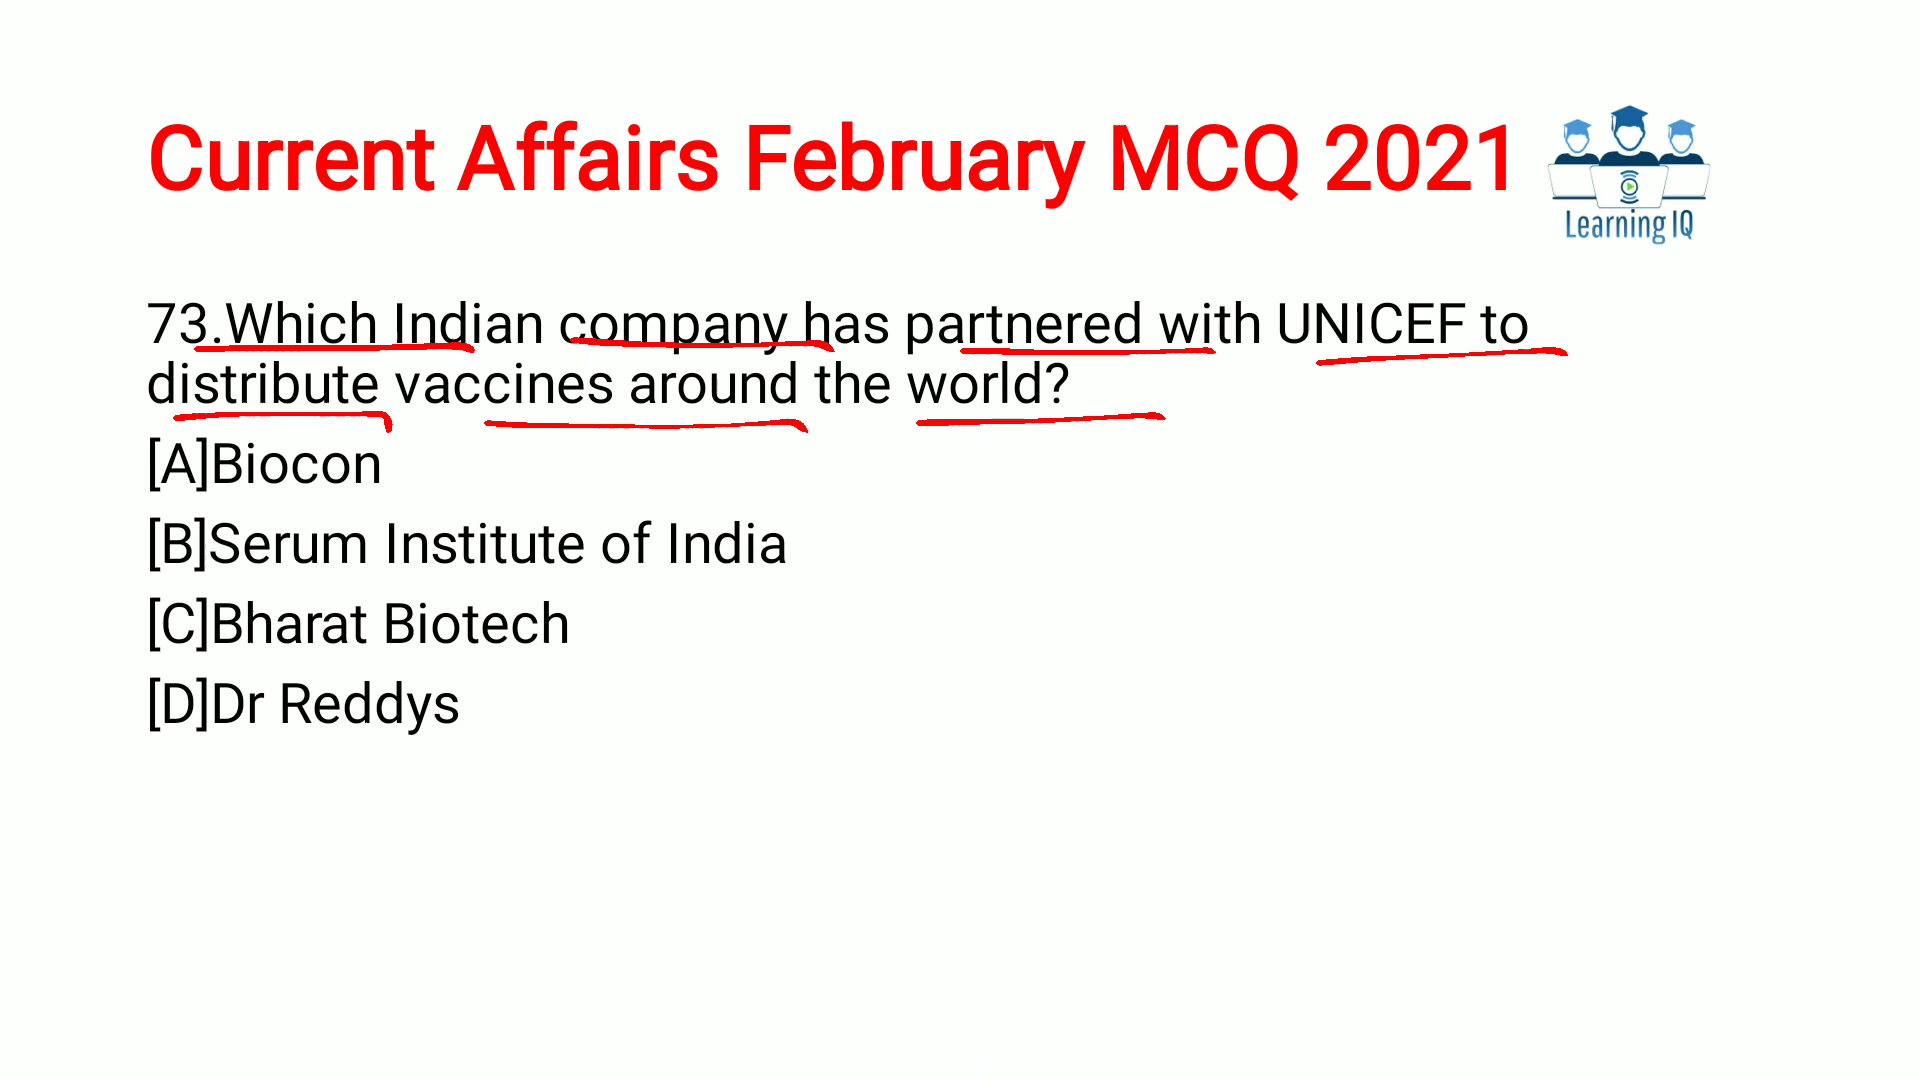 Current Affairs February MCQ 2021
Learning IQ
73.Which Indian company has partnered with UNICEF to
distribute vaccines around the world?
[A]Biocon
[B]Serum Institute of India
[C]Bharat Biotech
[D]Dr Reddys